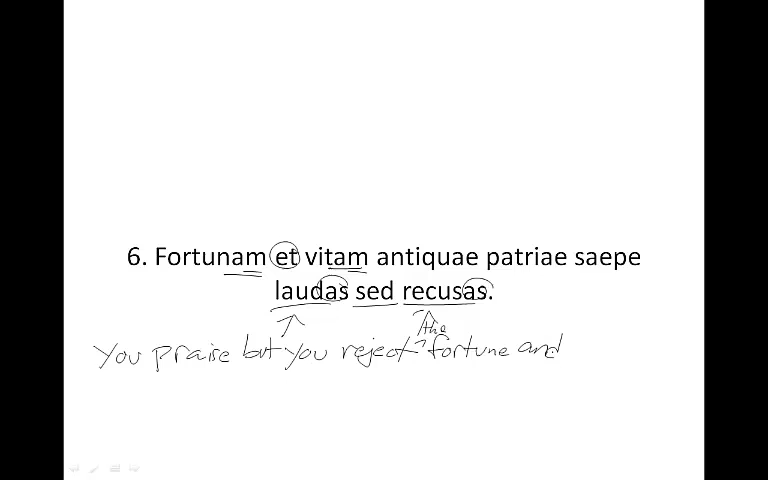 6. Fortunam et vitam antiquae patriae saepe
laudas sed recusas.
the
You praise but you reject fortune and